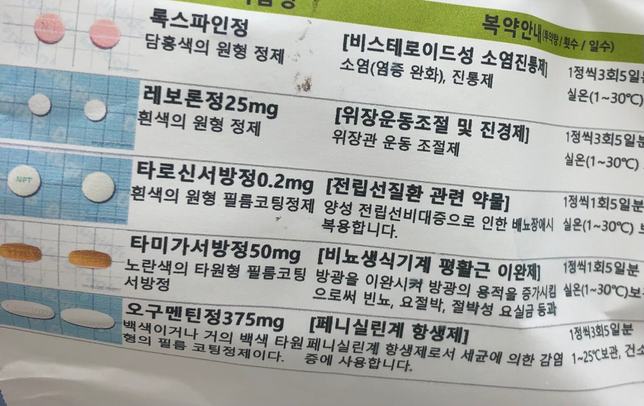 복약안내(투약량/횟수/일수)
록스파인정 [비스테로이드성 소염진통제] 1정씩3회5일분
담홍색의 원형 정제 소염(염증 완화), 진통제 실온(1~30℃)
레보론정25mg [위장운동조절 및 진경제] 1정씩3회5일분
흰색의 원형 정제 위장관 운동 조절제 실온(1~30℃)
타로신서방정0.2mg [전립선질환 관련 약물] 1정씩1회5일분
흰색의 원형 필름코팅정제 양성 전립선비대증으로 인한 배뇨장애시 실온(1~30℃)
복용합니다.
타미가서방정50mg [비뇨생식기계 평활근 이완제] 1정씩1회5일분
노란색의 타원형 필름코팅 방광을 이완시켜 방광의 용적을 증가시킴 실온(1~30℃)보
서방정 으로써 빈뇨, 요절박, 절박성 요실금 등과
오구멘틴정375mg [페니실린계 항생제] 1정씩3회5일분
백색이거나 거의 백색 타원 페니실린계 항생제로서 세균에 의한 감염 1~25℃보관, 건소
형의 필름 코팅정제이다. 증에 사용합니다.